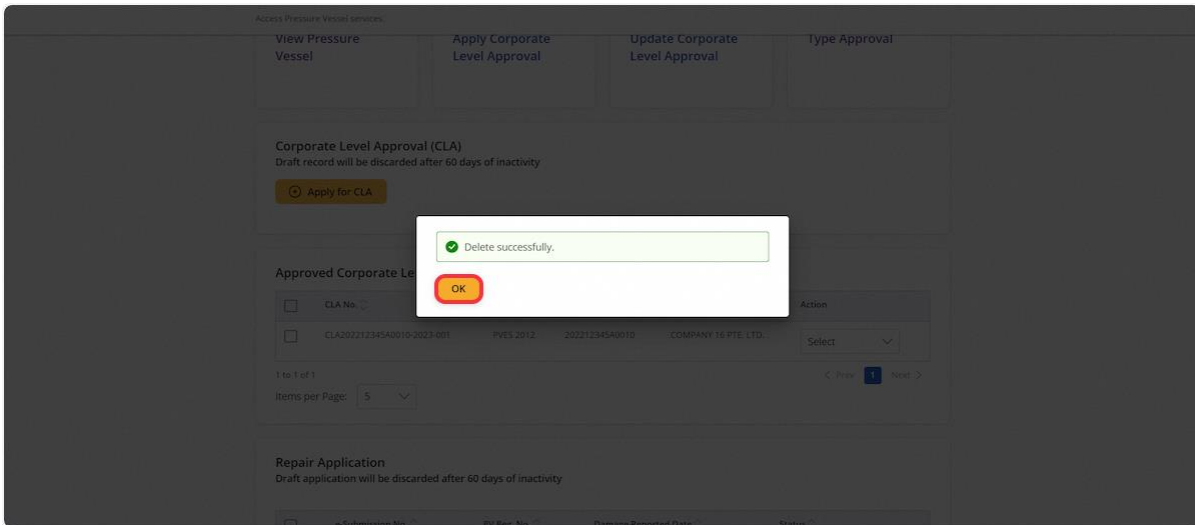 Access Pressure Vessel services.
View Pressure
Vessel
Apply Corporate
Level Approval
Update Corporate
Level Approval
Type Approval
Corporate Level Approval (CLA)
Draft record will be discarded after 60 days of inactivity
Apply for CLA
Delete successfully.
OK
Approved Corporate Le
CLA No.
Action
CLA202212345A0010-2023-001
PVES 2012
202212345A0010
COMPANY 16 PTE. LTD.
Select
1 to 1 of 1
Prev 1 Next
Items per Page: 5
Repair Application
Draft application will be discarded after 60 days of inactivity
e-Submission No.
PV Reg. No.
Damage Reported Date
Status